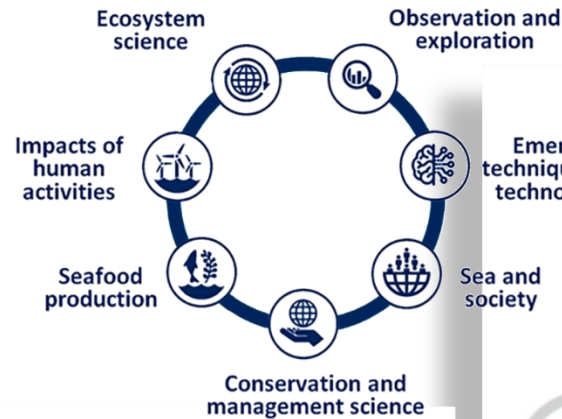 Ecosystem
science
Observation and
exploration
Impacts of
human
activities
Seafood
production
Sea and
society
Conservation and
management science